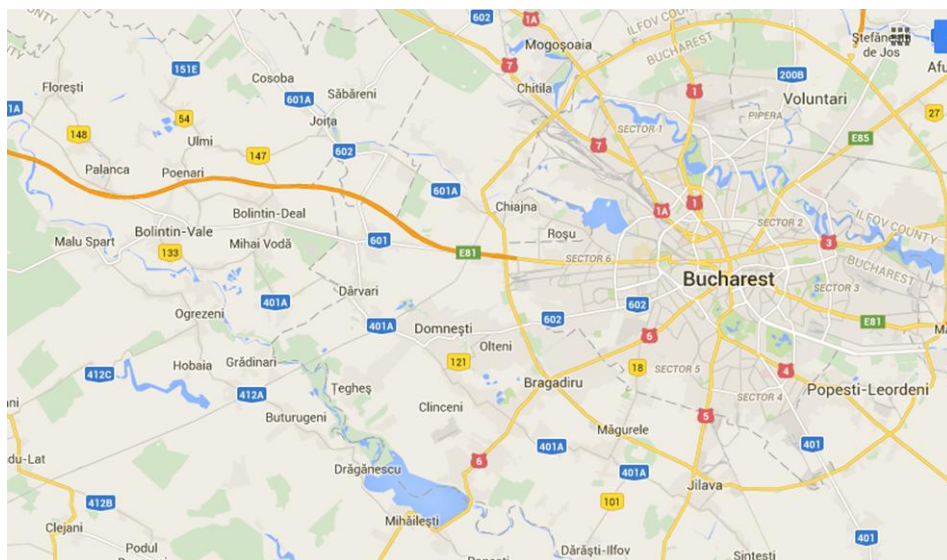 602
1A
ILFOV COUNTY
BUCHAREST
Ștefăne
de Jos
COUNTY
Mogoșoaia
7
Chitila
151E
Cosoba
200B
Afu
Florești
601A
Săbăreni
1
Voluntari
1A
54
Joița
PIPERA
27
148
Ulmi
SECTOR 1
E85
147
602
7
Palanca
Poenari
601A
1A
1
Chiajna
SECTOR 2
ILFOV COUNTY
Bolintin-Deal
Bolintin-Vale
Roșu
Malu Spart
Mihai Vodă
601
E81
SECTOR 6
3
133
Bucharest
BUCHAREST
SECTOR 3
Dârvari
401A
602
Ogrezeni
401A
Domnești
602
E81
6
Olteni
Hobaia
Grădinari
121
18
SECTOR 5
4
412C
Tegheș
Bragadiru
Popesti-Leordeni
412A
Clinceni
SECTOR 4
Buturugeni
5
Măgurele
401A
401
du-Lat
6
Drăgănescu
401A
Jilava
412B
101
Mihăilești
Clejani
401
Podul
Dărăști-Ilfov
Sintești